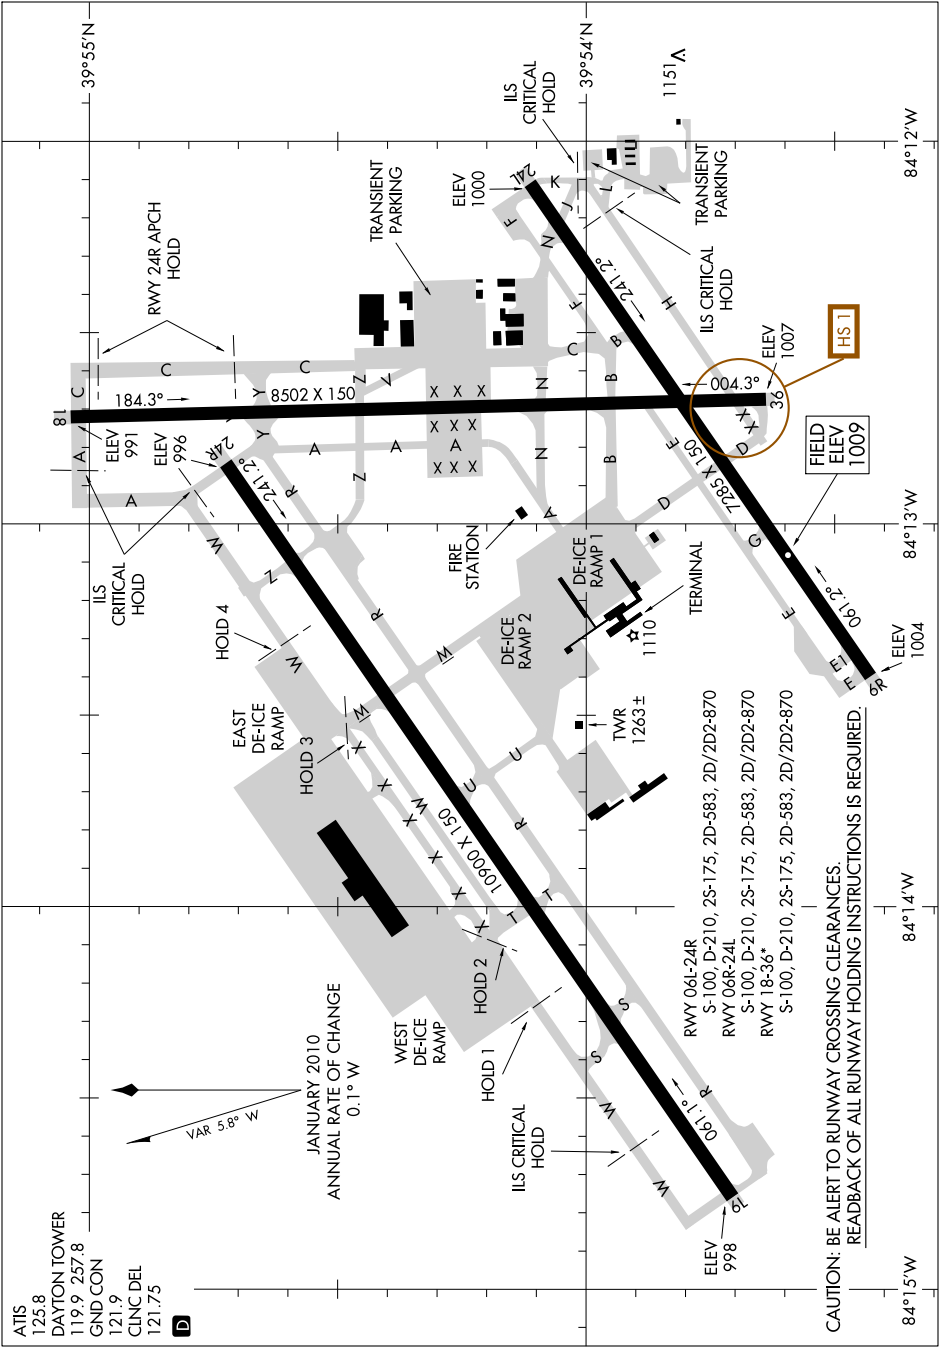 ATIS
125.8
DAYTON TOWER
119.9 257.8
GND CON
121.9
CLNC DEL
121.75
D
VAR 5.8° W
JANUARY 2010
ANNUAL RATE OF CHANGE
0.1° W
39°55'N
39°54'N
84°12'W
84°13'W
84°14'W
84°15'W
RWY 24R APCH
HOLD
TRANSIENT
PARKING
ILS
CRITICAL
HOLD
1151
ELEV
1000
24L
K
J
L
F
N
TRANSIENT
PARKING
ILS CRITICAL
HOLD
241.2°
F
H
B
HS 1
ELEV
1007
004.3°
36
X
X
D
E
7285 X 150
FIELD
ELEV
1009
18
C
C
C
C
184.3°
8502 X 150
ELEV
991
A
A
ELEV
996
24R
241.2°
Y
Y
Z
Z
Z
Z
A
A
A
A
X X X
X X X
X X X
N
N
B
B
R
W
ILS
CRITICAL
HOLD
HOLD 4
W
R
FIRE
STATION
DE-ICE
RAMP 1
DE-ICE
RAMP 2
TERMINAL
1110
D
G
E
061.2°
E1
E
6R
ELEV
1004
EAST
DE-ICE
RAMP
HOLD 3
M
M
X
X
W
X
X
X
X
U
U
R
10900 X 150
TWR
1263±
T
T
HOLD 2
WEST
DE-ICE
RAMP
HOLD 1
S
S
W
R
061.1°
ILS CRITICAL
HOLD
W
6L
ELEV
998
RWY 06L-24R
S-100, D-210, 2S-175, 2D-583, 2D/2D2-870
RWY 06R-24L
S-100, D-210, 2S-175, 2D-583, 2D/2D2-870
RWY 18-36*
S-100, D-210, 2S-175, 2D-583, 2D/2D2-870
CAUTION: BE ALERT TO RUNWAY CROSSING CLEARANCES.
READBACK OF ALL RUNWAY HOLDING INSTRUCTIONS IS REQUIRED.